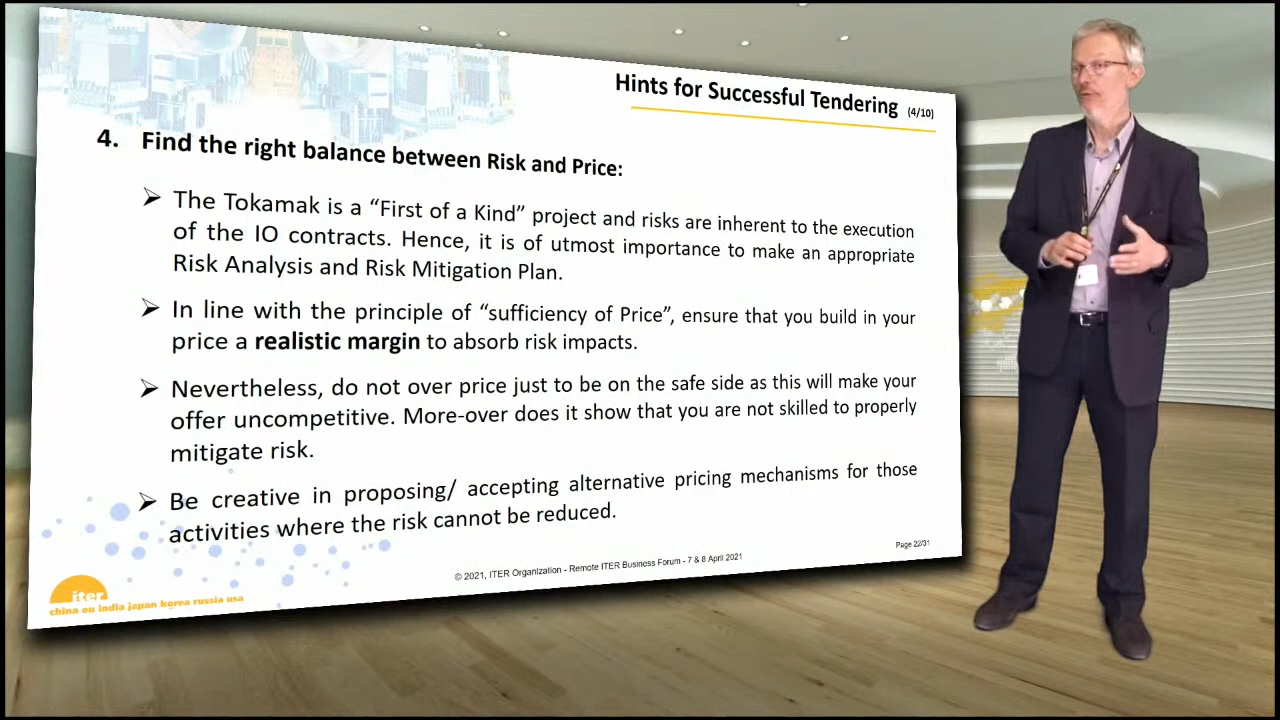 Hints for Successful Tendering (4/10)
4. Find the right balance between Risk and Price:
➢ The Tokamak is a “First of a Kind” project and risks are inherent to the execution
of the IO contracts. Hence, it is of utmost importance to make an appropriate
Risk Analysis and Risk Mitigation Plan.
➢ In line with the principle of “sufficiency of Price”, ensure that you build in your
price a realistic margin to absorb risk impacts.
➢ Nevertheless, do not over price just to be on the safe side as this will make your
offer uncompetitive. More-over does it show that you are not skilled to properly
mitigate risk.
➢ Be creative in proposing/ accepting alternative pricing mechanisms for those
activities where the risk cannot be reduced.
Page 22/31
© 2021, ITER Organization - Remote ITER Business Forum - 7 & 8 April 2021
iter
china eu india japan korea russia usa